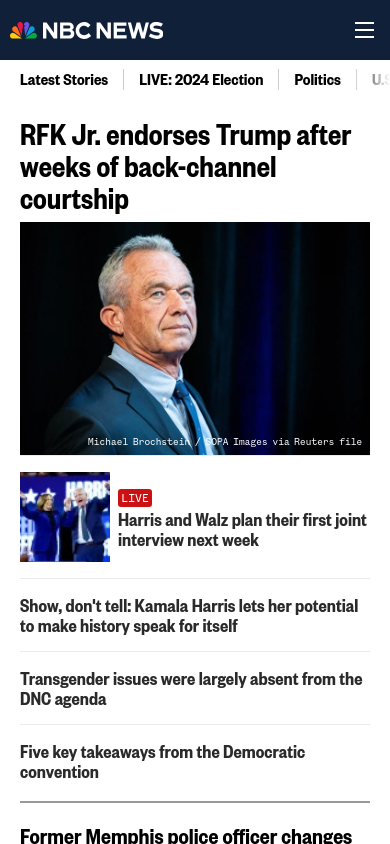 NBC NEWS
Latest Stories
LIVE: 2024 Election
Politics
RFK Jr. endorses Trump after
weeks of back-channel
courtship
Michael Brochstein / SOPA Images via Reuters file
LIVE
Harris and Walz plan their first joint
interview next week
Show, don't tell: Kamala Harris lets her potential
to make history speak for itself
Transgender issues were largely absent from the
DNC agenda
Five key takeaways from the Democratic
convention
Former Memphis police officer changes